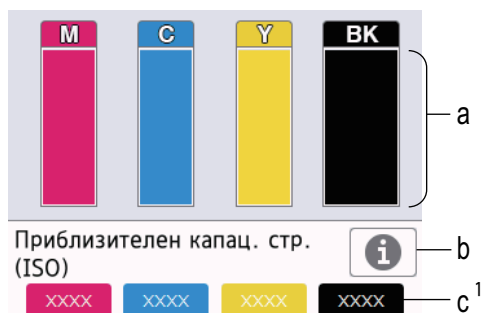 M C Y BK
a
Приблизителен капац. стр.
(ISO)
i b
XXXX XXXX XXXX XXXX c 1